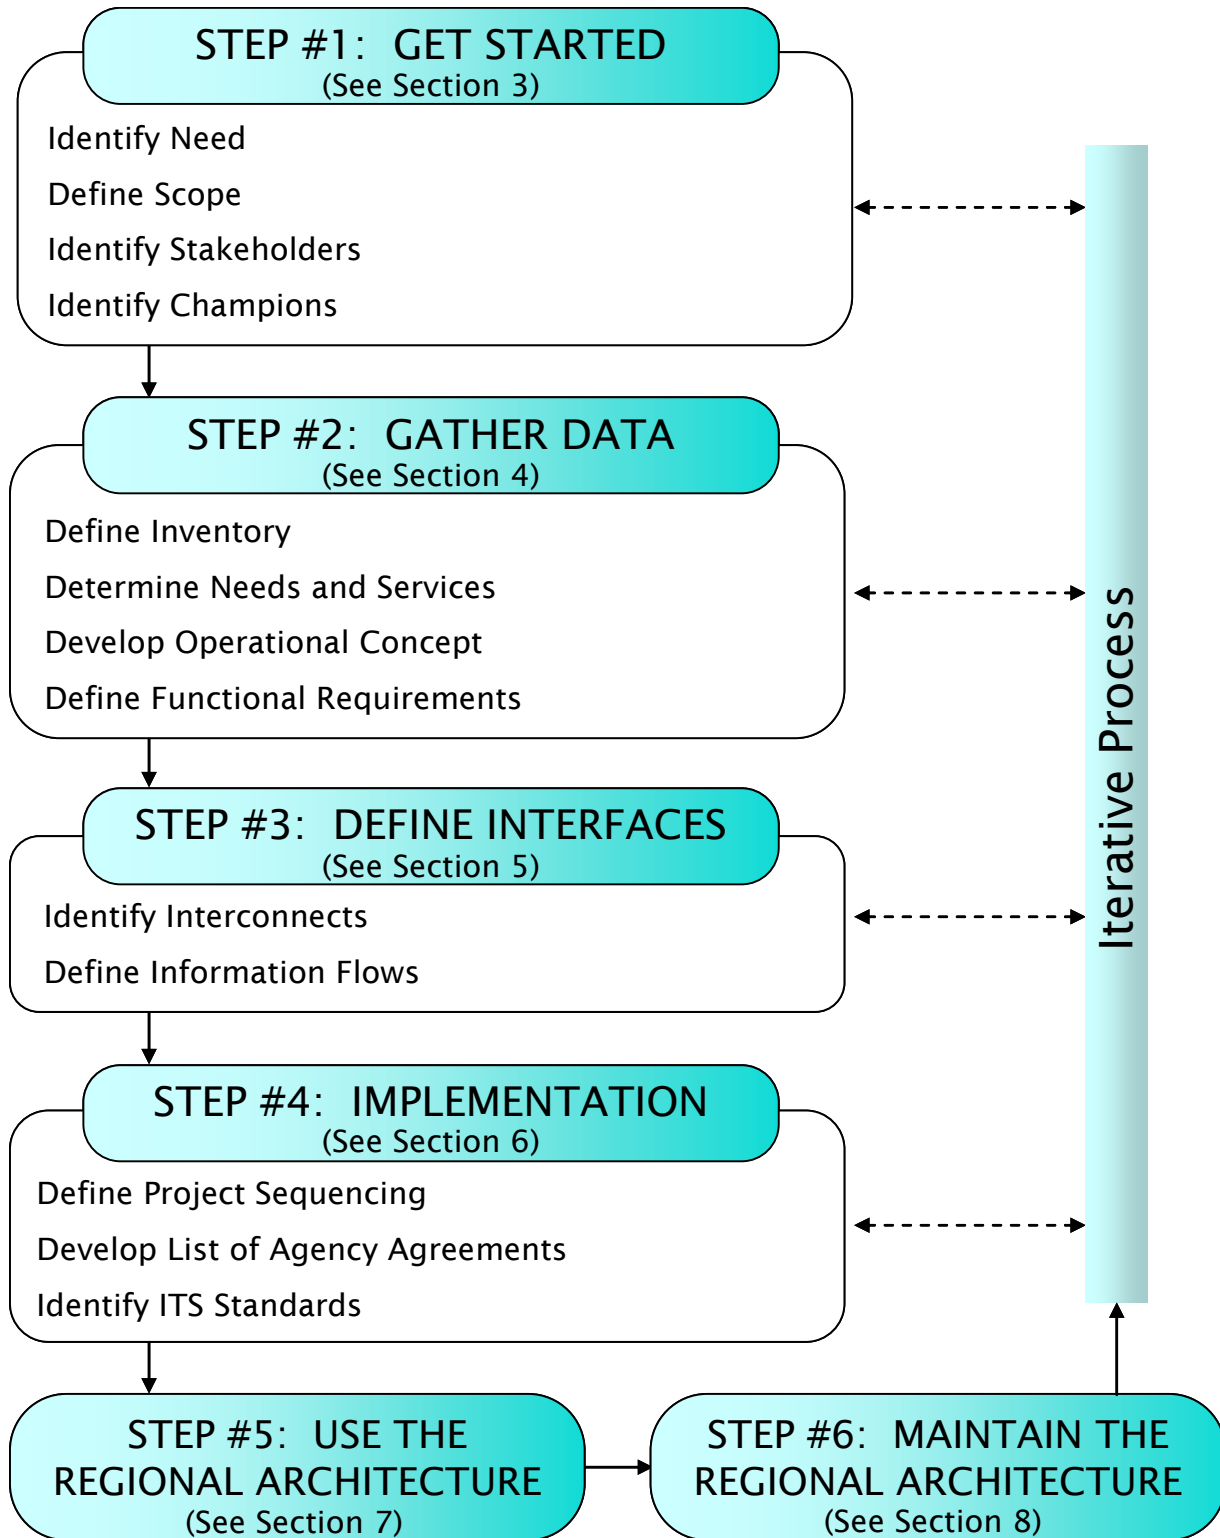 STEP #1: GET STARTED
(See Section 3)
Identify Need
Define Scope
Identify Stakeholders
Identify Champions
STEP #2: GATHER DATA
(See Section 4)
Define Inventory
Determine Needs and Services
Develop Operational Concept
Define Functional Requirements
STEP #3: DEFINE INTERFACES
(See Section 5)
Identify Interconnects
Define Information Flows
STEP #4: IMPLEMENTATION
(See Section 6)
Define Project Sequencing
Develop List of Agency Agreements
Identify ITS Standards
STEP #5: USE THE
REGIONAL ARCHITECTURE
(See Section 7)
STEP #6: MAINTAIN THE
REGIONAL ARCHITECTURE
(See Section 8)
Iterative Process